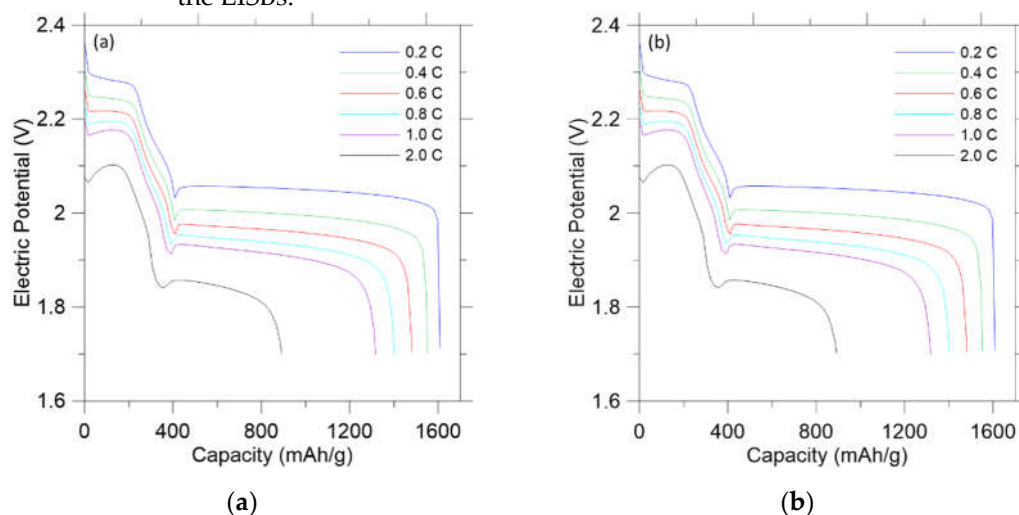 the LISBs.
(a)
2.4
2.2
2
1.8
1.6
Electric Potential (V)
0.2 C
0.4 C
0.6 C
0.8 C
1.0 C
2.0 C
0 400 800 1200 1600
Capacity (mAh/g)
(a)
(b)
2.4
2.2
2
1.8
1.6
Electric Potential (V)
0.2 C
0.4 C
0.6 C
0.8 C
1.0 C
2.0 C
0 400 800 1200 1600
Capacity (mAh/g)
(b)